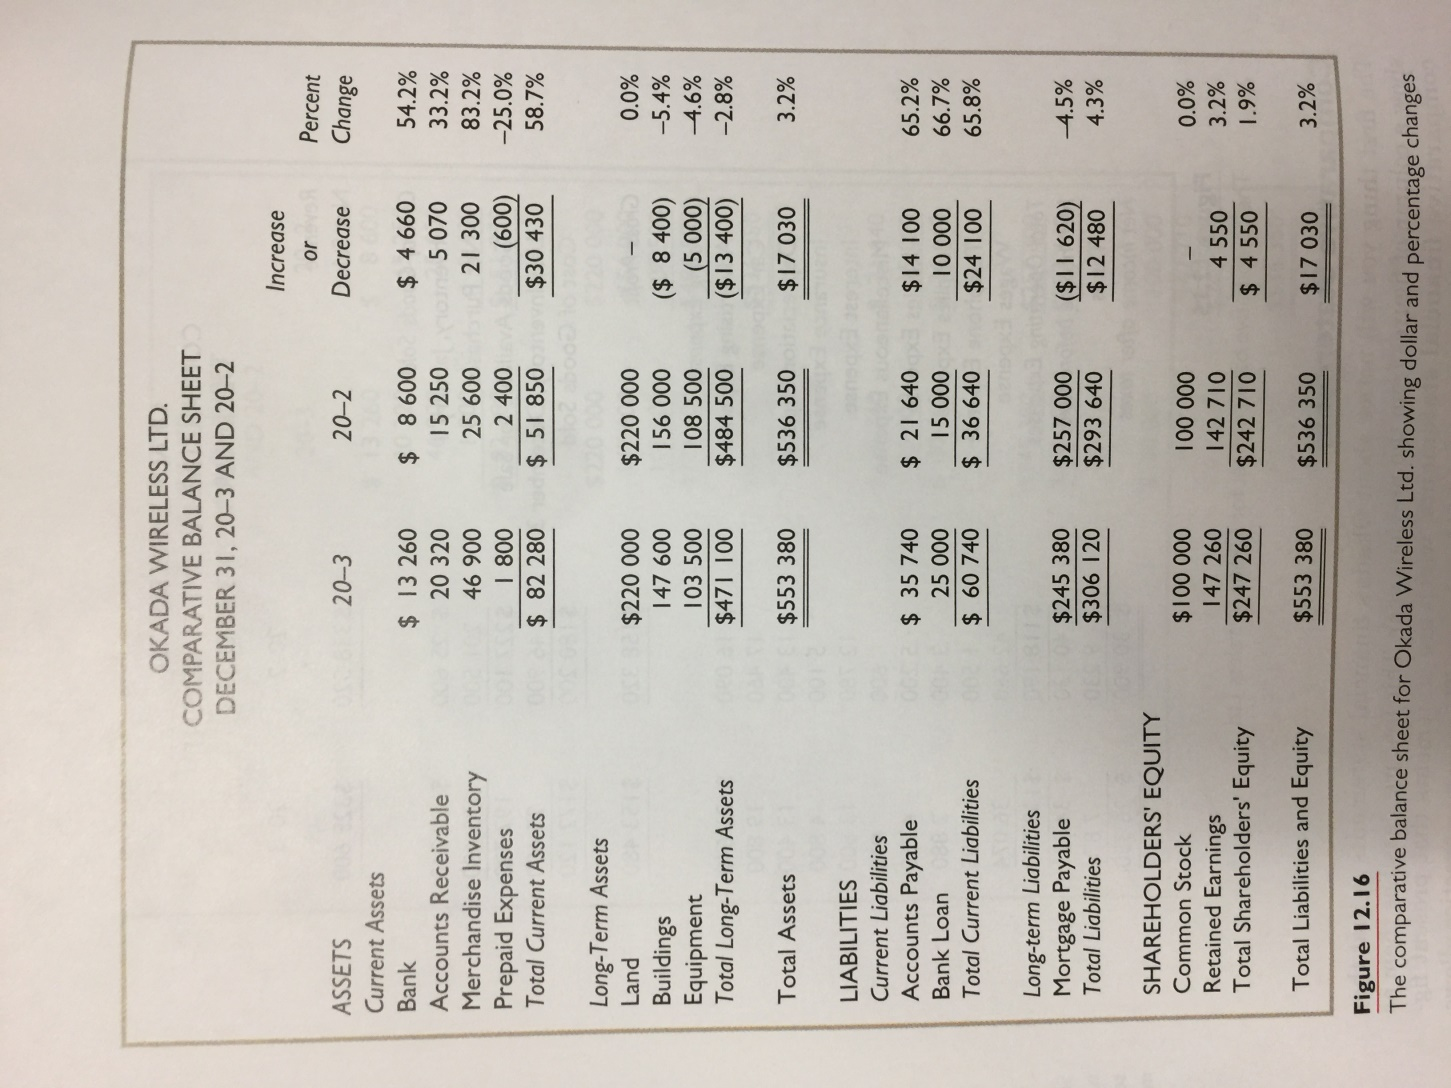 OKADA WIRELESS LTD.
COMPARATIVE BALANCE SHEET
DECEMBER 31, 20–3 AND 20–2
Increase
or Percent
ASSETS 20–3 20–2 Decrease Change
Current Assets
Bank $ 13 260 $ 8 600 $ 4 660 54.2%
Accounts Receivable 20 320 15 250 5 070 33.2%
Merchandise Inventory 46 900 25 600 21 300 83.2%
Prepaid Expenses 1 800 2 400 (600) –25.0%
Total Current Assets $ 82 280 $ 51 850 $30 430 58.7%
Long-Term Assets
Land $220 000 $220 000 – 0.0%
Buildings 147 600 156 000 ($ 8 400) –5.4%
Equipment 103 500 108 500 (5 000) –4.6%
Total Long-Term Assets $471 100 $484 500 ($13 400) –2.8%
Total Assets $553 380 $536 350 $17 030 3.2%
LIABILITIES
Current Liabilities
Accounts Payable $ 35 740 $ 21 640 $14 100 65.2%
Bank Loan 25 000 15 000 10 000 66.7%
Total Current Liabilities $ 60 740 $ 36 640 $24 100 65.8%
Long-term Liabilities
Mortgage Payable $245 380 $257 000 ($11 620) –4.5%
Total Liabilities $306 120 $293 640 $12 480 4.3%
SHAREHOLDERS' EQUITY
Common Stock $100 000 100 000 – 0.0%
Retained Earnings 147 260 142 710 4 550 3.2%
Total Shareholders' Equity $247 260 $242 710 $ 4 550 1.9%
Total Liabilities and Equity $553 380 $536 350 $17 030 3.2%
Figure 12.16
The comparative balance sheet for Okada Wireless Ltd. showing dollar and percentage changes